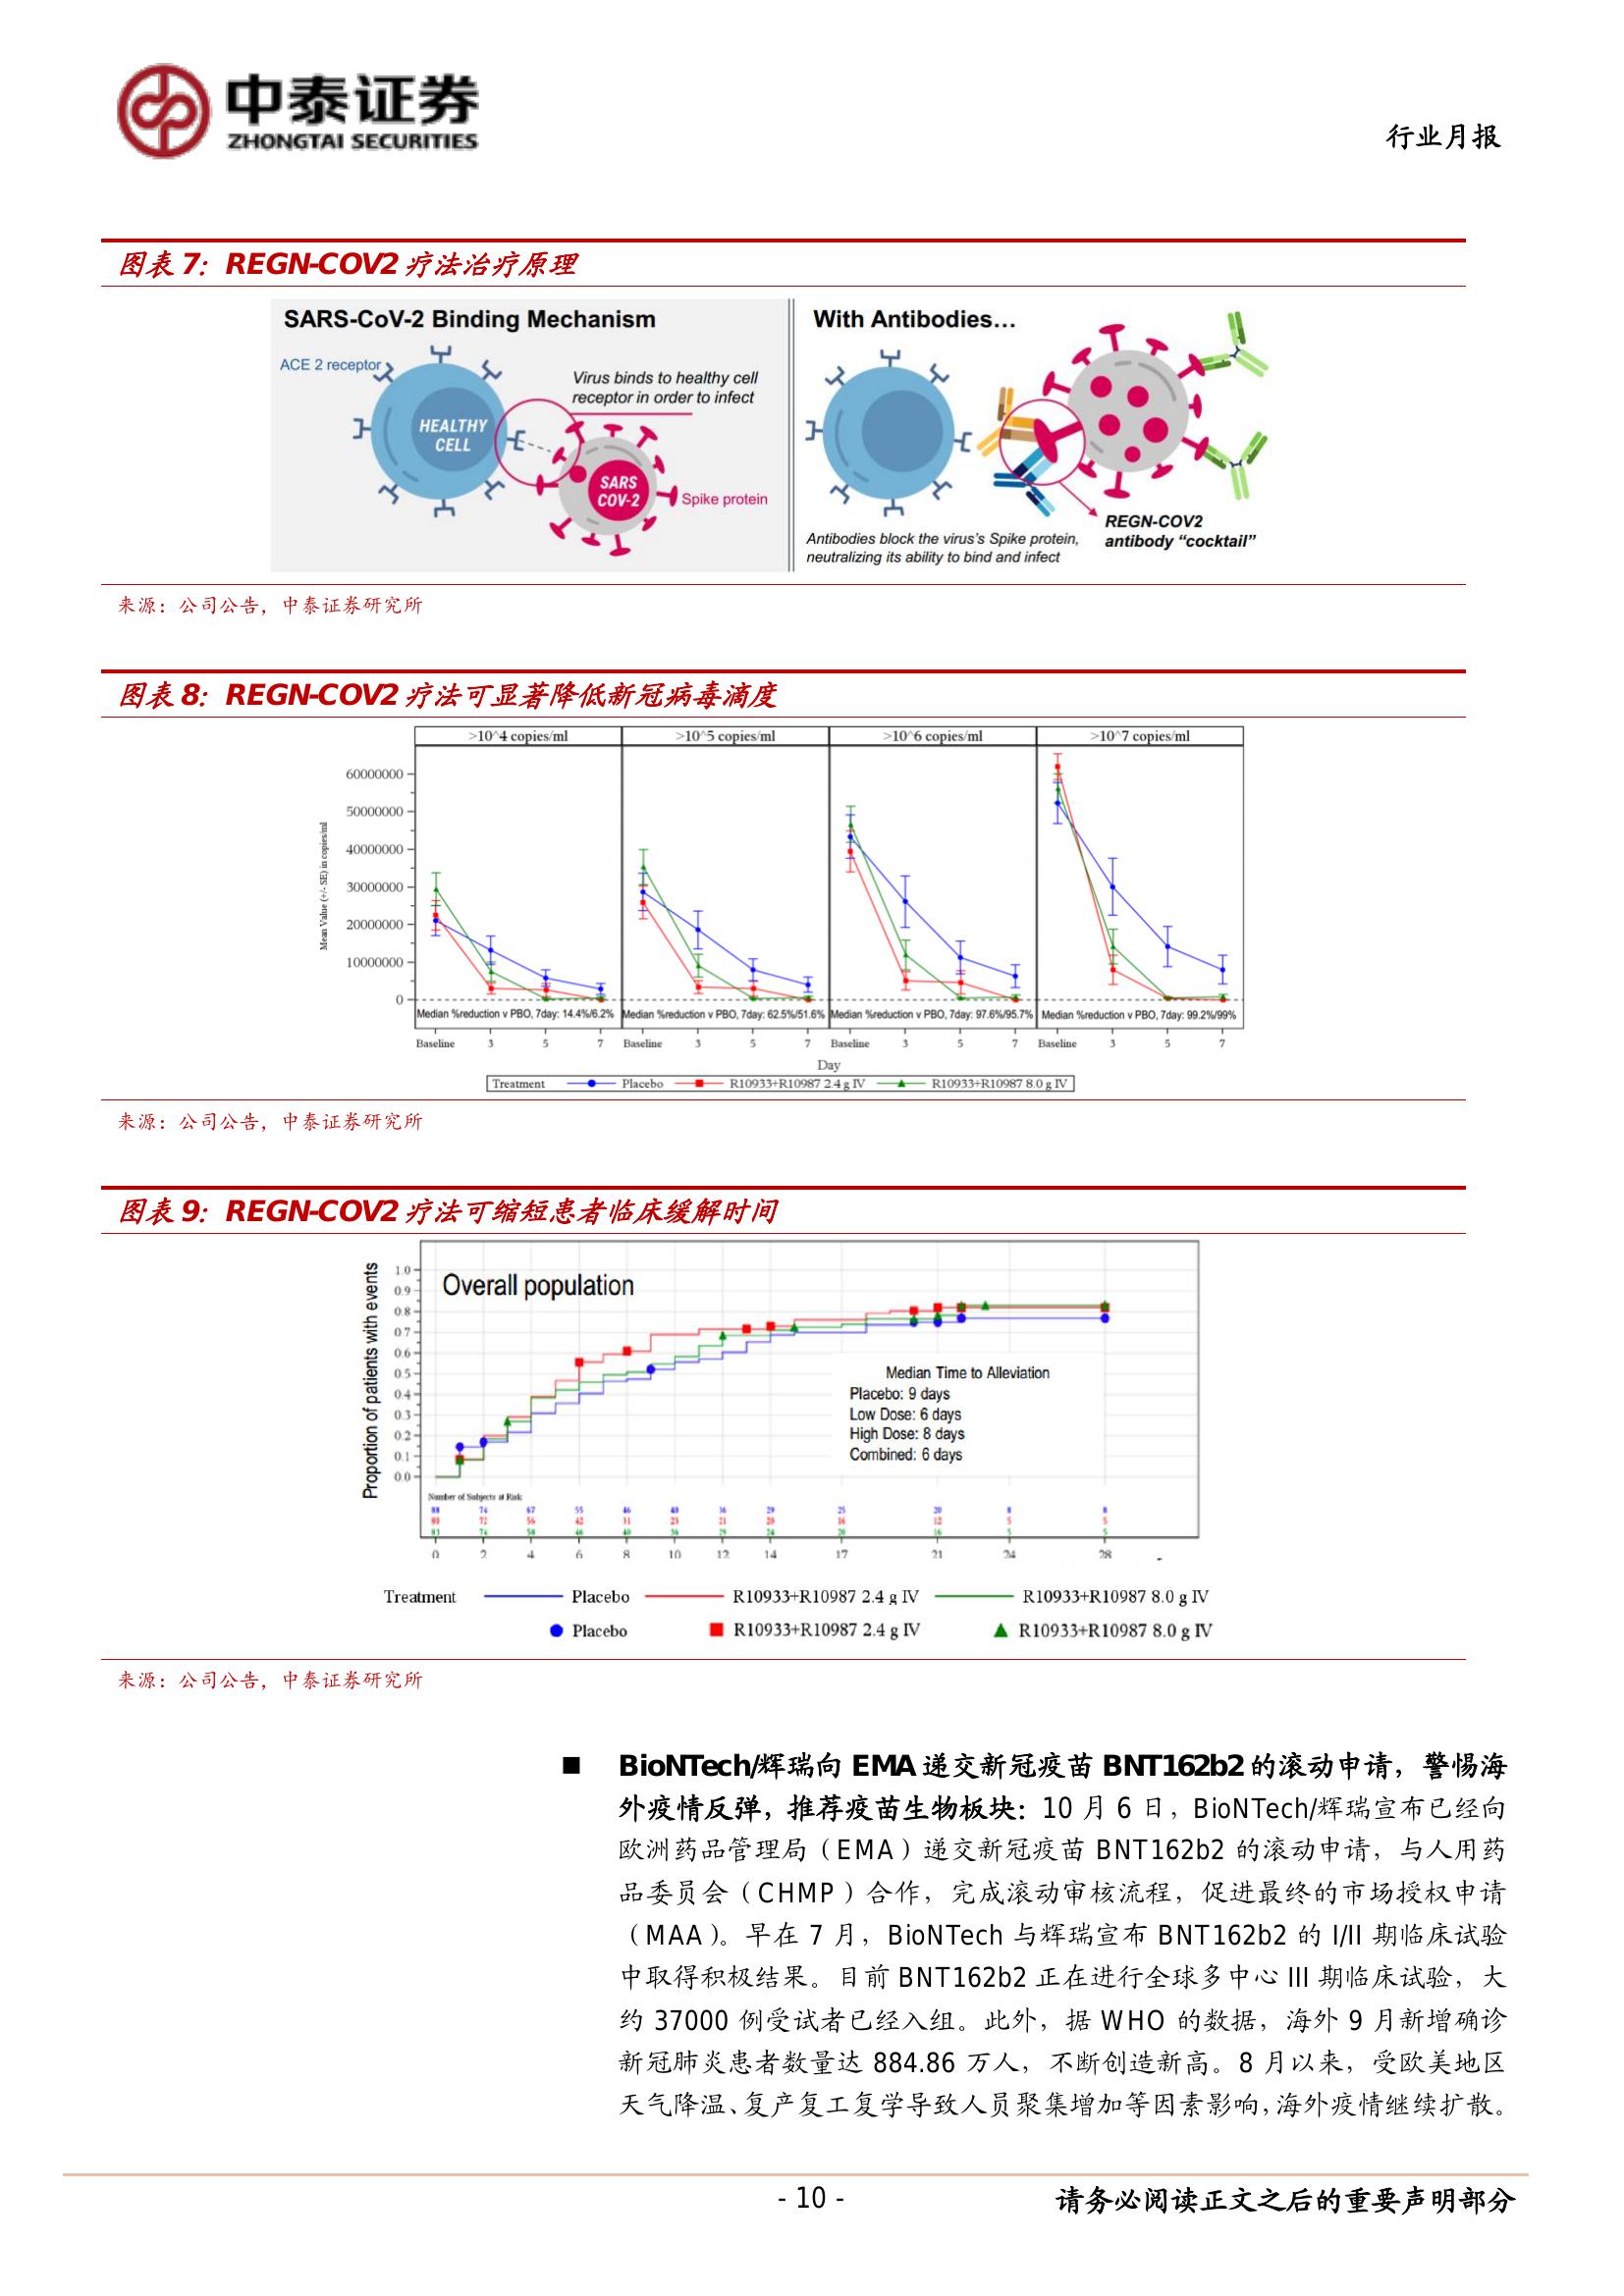 中泰证券
ZHONGTAI SECURITIES
行业月报
图表 7：REGN-COV2 疗法治疗原理
SARS-CoV-2 Binding Mechanism
ACE 2 receptor
Virus binds to healthy cell
receptor in order to infect
HEALTHY
CELL
SARS
COV-2
Spike protein
With Antibodies…
REGN-COV2
antibody “cocktail”
Antibodies block the virus’s Spike protein,
neutralizing its ability to bind and infect
来源：公司公告，中泰证券研究所
图表 8：REGN-COV2 疗法可显著降低新冠病毒滴度
>10^4 copies/ml >10^5 copies/ml >10^6 copies/ml >10^7 copies/ml
Mean Value (+/- SE) in copies/ml
60000000
50000000
40000000
30000000
20000000
10000000
0
Median %reduction v PBO, 7day: 14.4%/6.2% Median %reduction v PBO, 7day: 62.5%/51.6% Median %reduction v PBO, 7day: 97.6%/95.7% Median %reduction v PBO, 7day: 99.2%/99%
Baseline 3 5 7 Baseline 3 5 7 Baseline 3 5 7 Baseline 3 5 7
Day
Treatment Placebo R10933+R10987 2.4 g IV R10933+R10987 8.0 g IV
来源：公司公告，中泰证券研究所
图表 9：REGN-COV2 疗法可缩短患者临床缓解时间
Proportion of patients with events
1.0
0.9
0.8
0.7
0.6
0.5
0.4
0.3
0.2
0.1
0.0
Overall population
Median Time to Alleviation
Placebo: 9 days
Low Dose: 6 days
High Dose: 8 days
Combined: 6 days
Number of Subjects at Risk
88 74 67 55 46 40 36 29 25 20 8 8
80 72 56 42 31 23 21 20 16 12 5 5
81 74 58 46 40 36 29 24 20 16 5 5
0 2 4 6 8 10 12 14 17 21 24 28
Treatment Placebo R10933+R10987 2.4 g IV R10933+R10987 8.0 g IV
Placebo R10933+R10987 2.4 g IV R10933+R10987 8.0 g IV
来源：公司公告，中泰证券研究所
■ BioNTech/辉瑞向 EMA 递交新冠疫苗 BNT162b2 的滚动申请，警惕海
外疫情反弹，推荐疫苗生物板块：10 月 6 日，BioNTech/辉瑞宣布已经向
欧洲药品管理局（EMA）递交新冠疫苗 BNT162b2 的滚动申请，与人用药
品委员会（CHMP）合作，完成滚动审核流程，促进最终的市场授权申请
（MAA）。早在 7 月，BioNTech 与辉瑞宣布 BNT162b2 的 I/II 期临床试验
中取得积极结果。目前 BNT162b2 正在进行全球多中心 III 期临床试验，大
约 37000 例受试者已经入组。此外，据 WHO 的数据，海外 9 月新增确诊
新冠肺炎患者数量达 884.86 万人，不断创造新高。8 月以来，受欧美地区
天气降温、复产复工复学导致人员聚集增加等因素影响，海外疫情继续扩散。
- 10 -
请务必阅读正文之后的重要声明部分